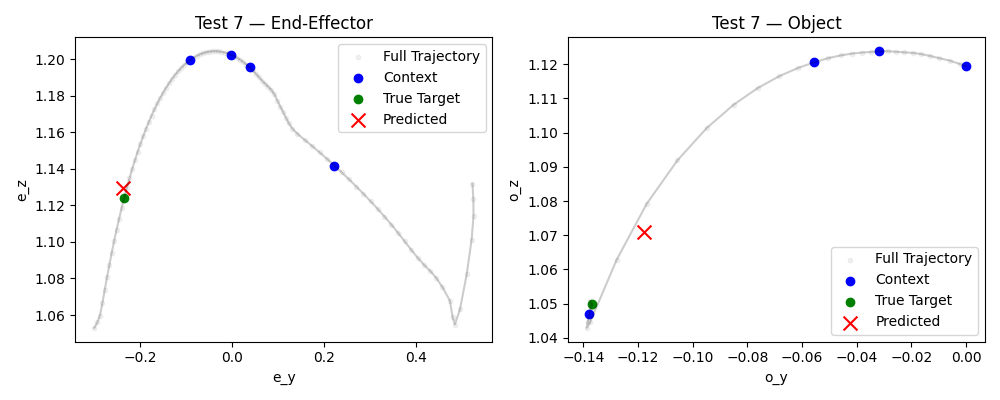 Test 7 — End-Effector
1.20
1.18
1.16
1.14
1.12
1.10
1.08
1.06
e_z
−0.2
0.0
0.2
0.4
e_y
Full Trajectory
Context
True Target
Predicted
Test 7 — Object
1.12
1.11
1.10
1.09
1.08
1.07
1.06
1.05
1.04
o_z
−0.14
−0.12
−0.10
−0.08
−0.06
−0.04
−0.02
0.00
o_y
Full Trajectory
Context
True Target
Predicted